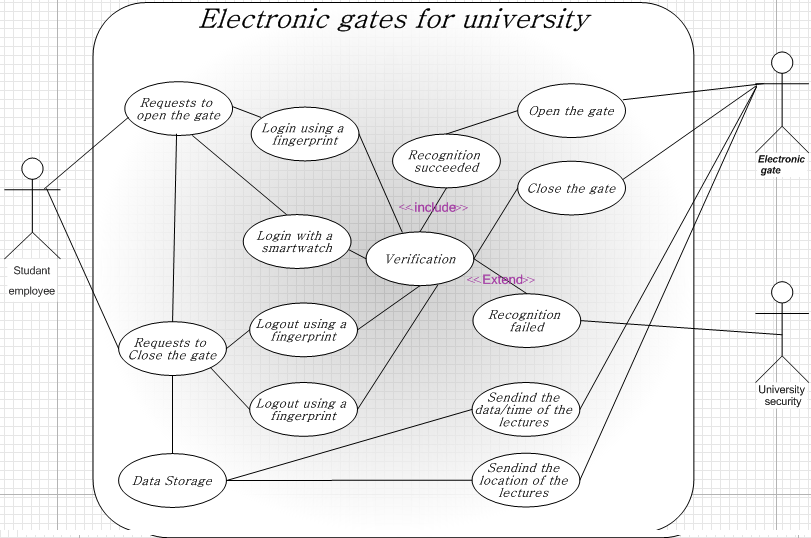 Electronic gates for university
Requests to
open the gate
Login using a
fingerprint
Open the gate
Recognition
succeeded
Electronic
gate
Close the gate
<<include>>
Login with a
smartwatch
Verification
<<Extend>>
Studant
employee
Logout using a
fingerprint
Recognition
failed
Requests to
Close the gate
University
security
Logout using a
fingerprint
Sendind the
data/time of the
lectures
Data Storage
Sendind the
location of the
lectures